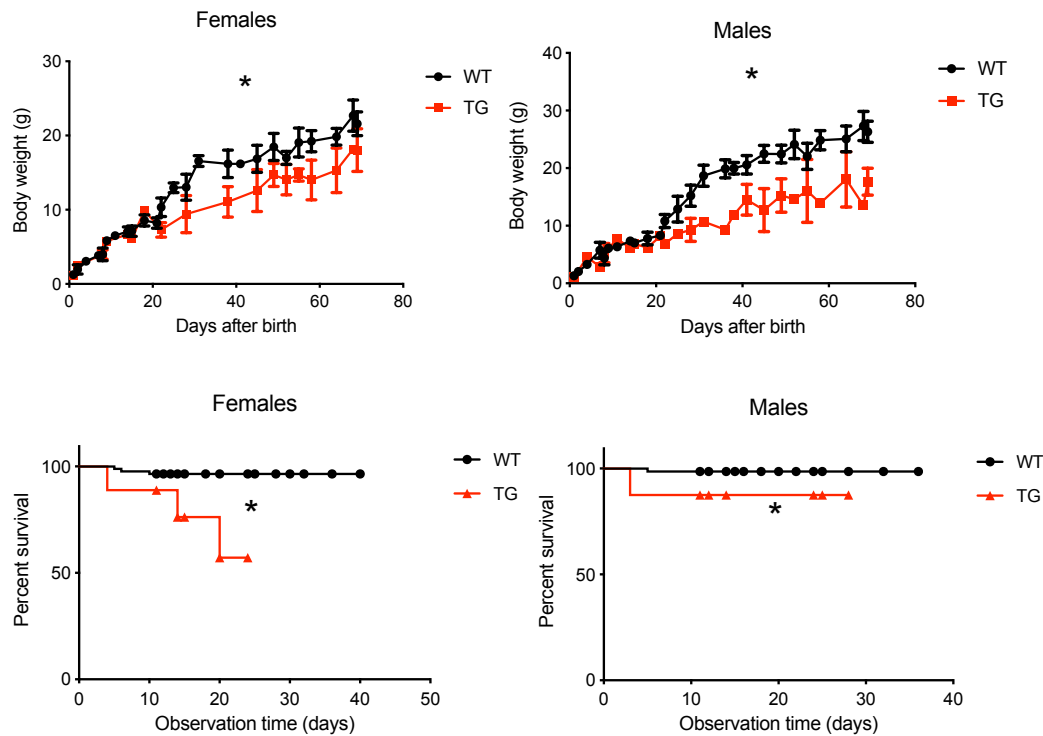 Females
30
20
10
0
Body weight (g)
*
WT
TG
0 20 40 60 80
Days after birth
Males
40
30
20
10
0
Body weight (g)
*
WT
TG
0 20 40 60 80
Days after birth
Females
100
50
0
Percent survival
*
WT
TG
0 10 20 30 40 50
Observation time (days)
Males
100
50
0
Percent survival
*
WT
TG
0 10 20 30 40
Observation time (days)